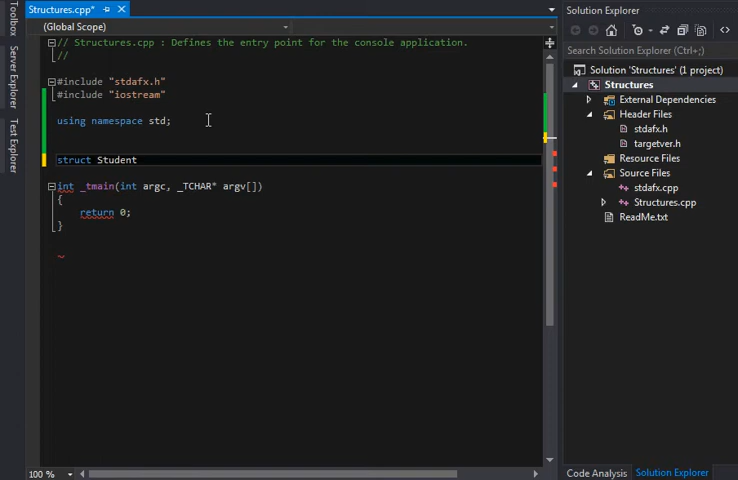 Structures.cpp*
Solution Explorer
(Global Scope)
// Structures.cpp : Defines the entry point for the console application.
//
#include "stdafx.h"
#include "iostream"
using namespace std;
struct Student
int _tmain(int argc, _TCHAR* argv[])
{
return 0;
}
100 %
Toolbox
Server Explorer
Test Explorer
Search Solution Explorer (Ctrl+;)
Solution 'Structures' (1 project)
Structures
External Dependencies
Header Files
stdafx.h
targetver.h
Resource Files
Source Files
stdafx.cpp
Structures.cpp
ReadMe.txt
Code Analysis
Solution Explorer